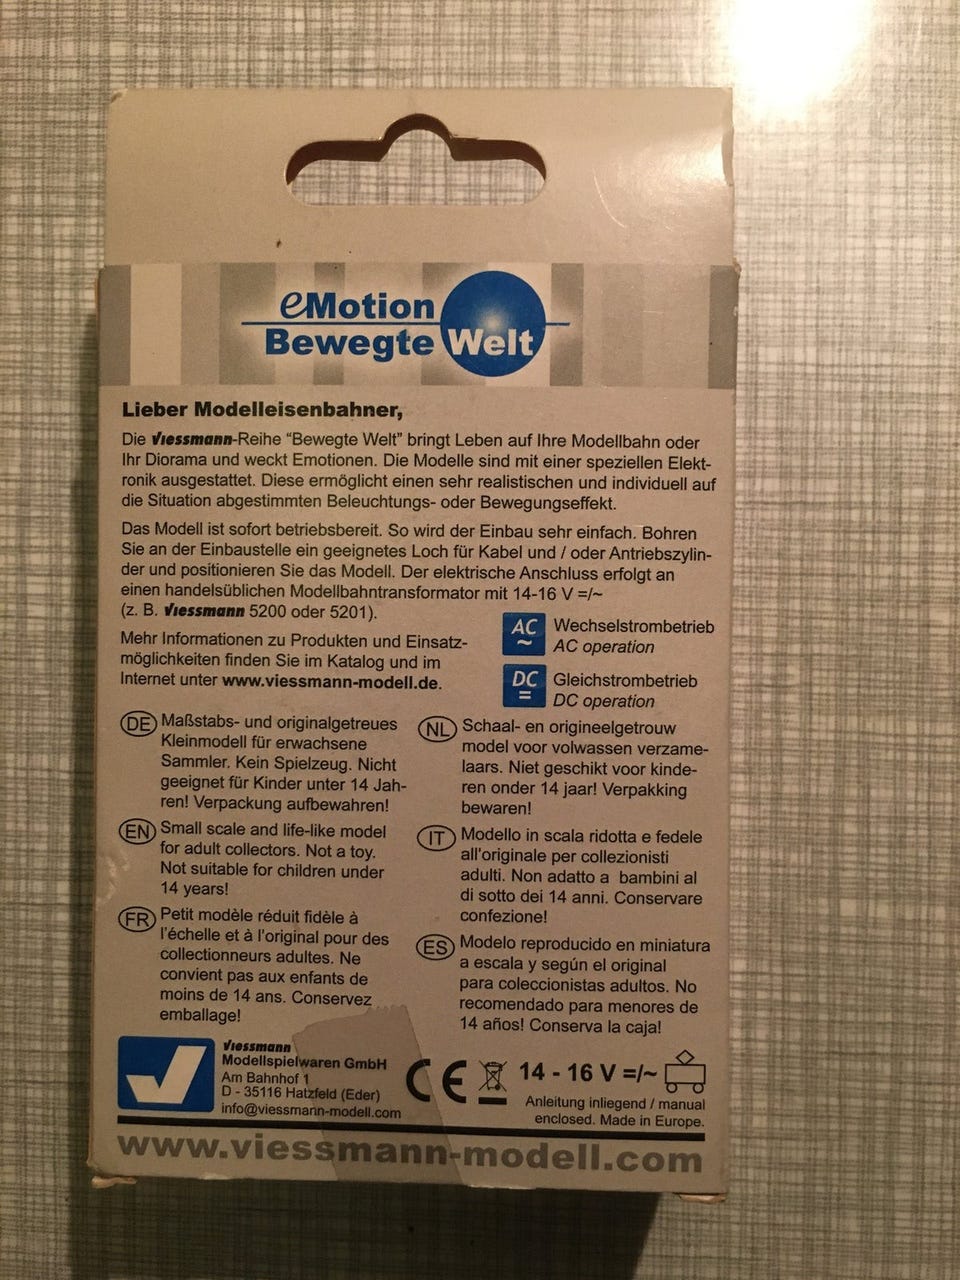 eMotion
Bewegte Welt
Lieber Modelleisenbahner,
Die Viessmann-Reihe “Bewegte Welt” bringt Leben auf Ihre Modellbahn oder
Ihr Diorama und weckt Emotionen. Die Modelle sind mit einer speziellen Elekt-
ronik ausgestattet. Diese ermöglicht einen sehr realistischen und individuell auf
die Situation abgestimmten Beleuchtungs- oder Bewegungseffekt.
Das Modell ist sofort betriebsbereit. So wird der Einbau sehr einfach. Bohren
Sie an der Einbaustelle ein geeignetes Loch für Kabel und / oder Antriebszylin-
der und positionieren Sie das Modell. Der elektrische Anschluss erfolgt an
einen handelsüblichen Modellbahntransformator mit 14-16 V =/~
(z. B. Viessmann 5200 oder 5201).
Mehr Informationen zu Produkten und Einsatz-
möglichkeiten finden Sie im Katalog und im
Internet unter www.viessmann-modell.de.
AC ~ Wechselstrombetrieb
AC operation
DC = Gleichstrombetrieb
DC operation
DE Maßstabs- und originalgetreues
Kleinmodell für erwachsene
Sammler. Kein Spielzeug. Nicht
geeignet für Kinder unter 14 Jah-
ren! Verpackung aufbewahren!
EN Small scale and life-like model
for adult collectors. Not a toy.
Not suitable for children under
14 years!
FR Petit modèle réduit fidèle à
l'échelle et à l'original pour des
collectionneurs adultes. Ne
convient pas aux enfants de
moins de 14 ans. Conservez
emballage!
NL Schaal- en origineelgetrouw
model voor volwassen verzame-
laars. Niet geschikt voor kinde-
ren onder 14 jaar! Verpakking
bewaren!
IT Modello in scala ridotta e fedele
all'originale per collezionisti
adulti. Non adatto a bambini al
di sotto dei 14 anni. Conservare
confezione!
ES Modelo reproducido en miniatura
a escala y según el original
para coleccionistas adultos. No
recomendado para menores de
14 años! Conserva la caja!
Viessmann
Modellspielwaren GmbH
Am Bahnhof 1
D - 35116 Hatzfeld (Eder)
info@viessmann-modell.com
CE 14 - 16 V =/~
Anleitung inliegend / manual
enclosed. Made in Europe.
www.viessmann-modell.com